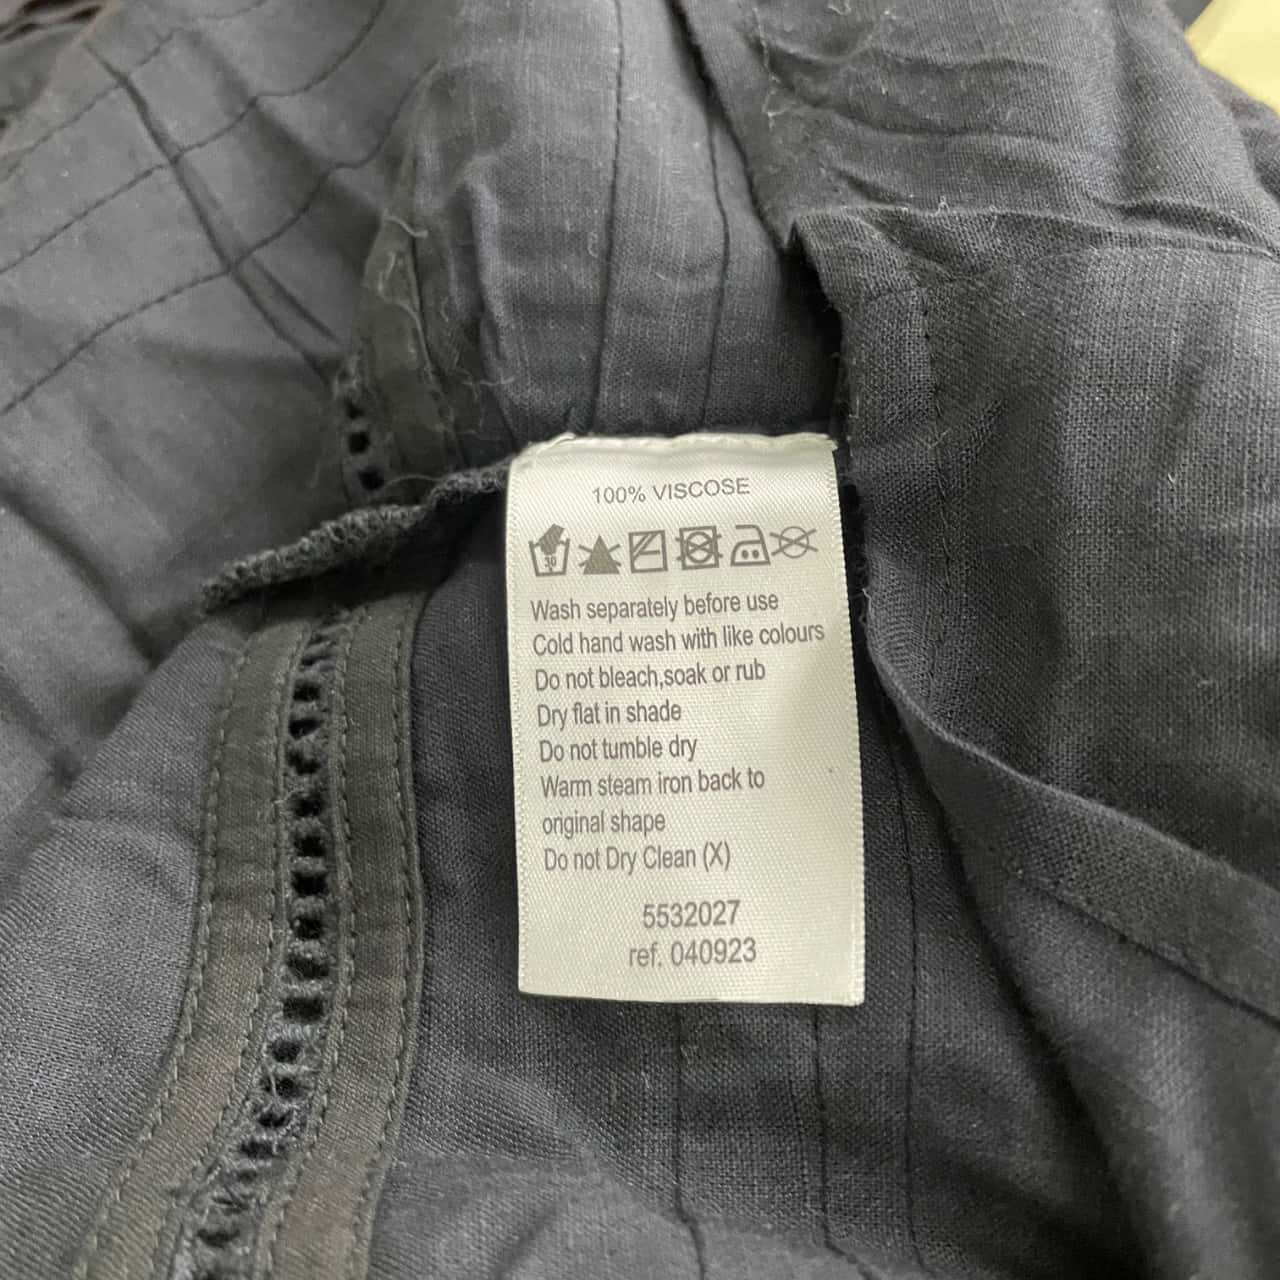 100% VISCOSE
30
Wash separately before use
Cold hand wash with like colours
Do not bleach,soak or rub
Dry flat in shade
Do not tumble dry
Warm steam iron back to
original shape
Do not Dry Clean (X)
5532027
ref. 040923